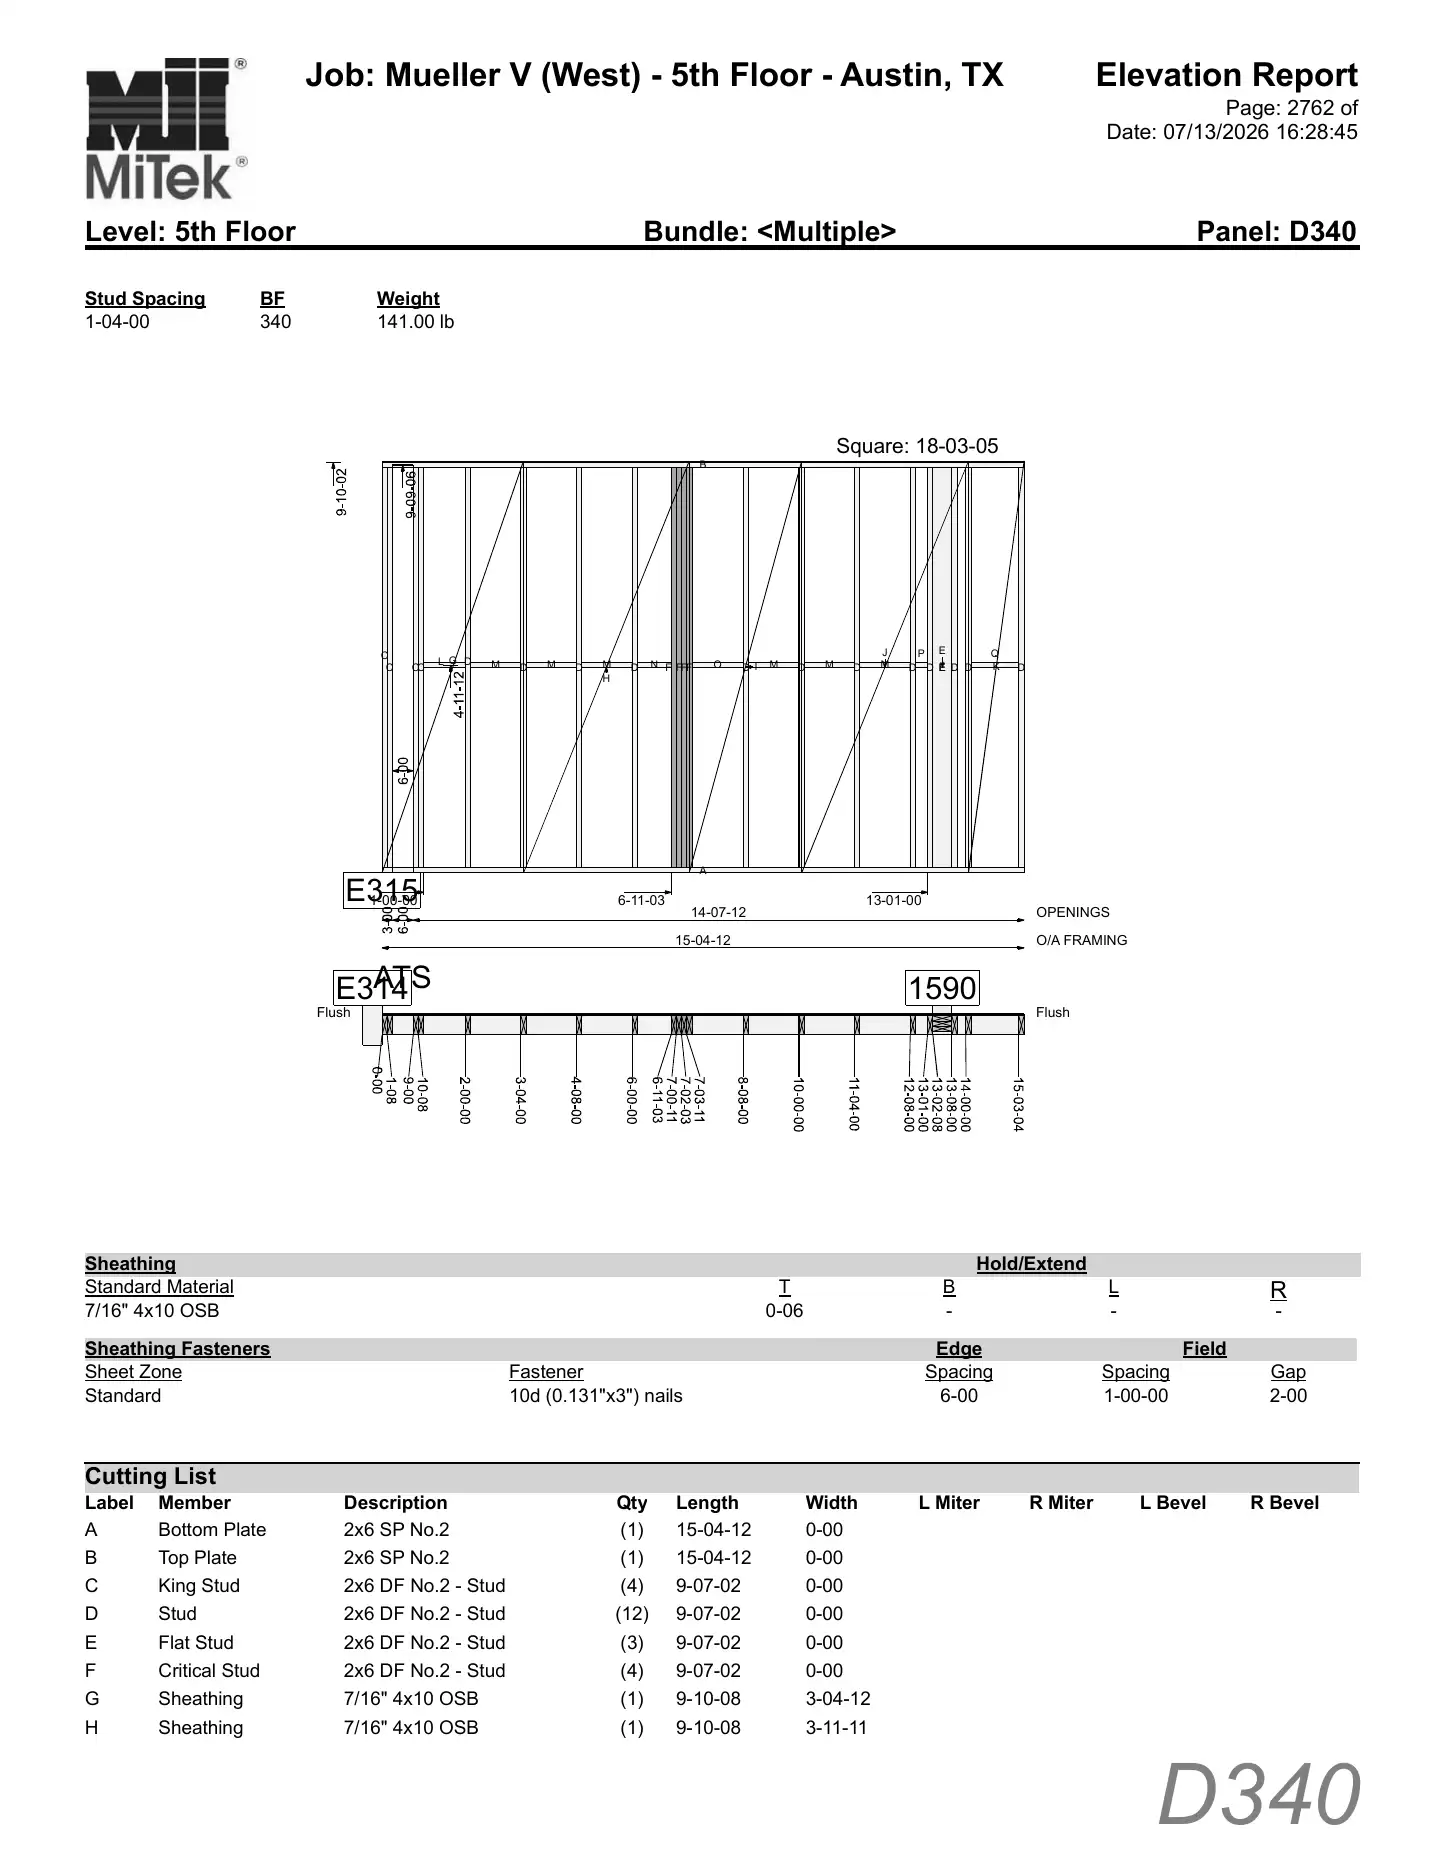 MiTek®
Job: Mueller V (West) - 5th Floor - Austin, TX
Elevation Report
Page: 2762 of
Date: 07/13/2026 16:28:45
Level: 5th Floor Bundle: <Multiple> Panel: D340
Stud Spacing BF Weight
1-04-00 340 141.00 lb
Square: 18-03-05
B
9-10-02
9-09-06
C C C C L G D M D M D M D N F F F F F O D I M D M D J M D P E E D D Q K D
H
4-11-12
6-00
A
E315
1-00-00 6-11-03 13-01-00
3-00 6-00 14-07-12 OPENINGS
15-04-12 O/A FRAMING
ATS
E314 1590
Flush Flush
0-00 1-08 9-00 10-08 2-00-00 3-04-00 4-08-00 6-00-00 6-11-03 7-00-11 7-02-03 7-03-11 8-08-00 10-00-00 11-04-00 12-08-00 13-01-00 13-02-08 13-08-00 14-00-00 15-03-04
Sheathing Hold/Extend
Standard Material T B L R
7/16" 4x10 OSB 0-06 - - -
Sheathing Fasteners Edge Field
Sheet Zone Fastener Spacing Spacing Gap
Standard 10d (0.131"x3") nails 6-00 1-00-00 2-00
Cutting List
Label Member Description Qty Length Width L Miter R Miter L Bevel R Bevel
A Bottom Plate 2x6 SP No.2 (1) 15-04-12 0-00
B Top Plate 2x6 SP No.2 (1) 15-04-12 0-00
C King Stud 2x6 DF No.2 - Stud (4) 9-07-02 0-00
D Stud 2x6 DF No.2 - Stud (12) 9-07-02 0-00
E Flat Stud 2x6 DF No.2 - Stud (3) 9-07-02 0-00
F Critical Stud 2x6 DF No.2 - Stud (4) 9-07-02 0-00
G Sheathing 7/16" 4x10 OSB (1) 9-10-08 3-04-12
H Sheathing 7/16" 4x10 OSB (1) 9-10-08 3-11-11
D340